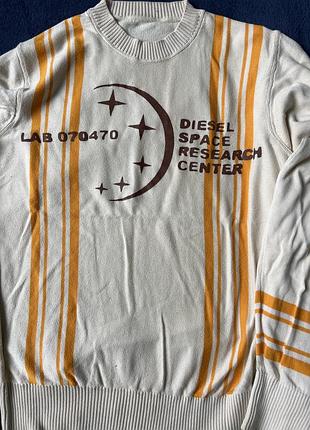 LAB 070470
DIESEL
SPACE
RESEARCH
CENTER